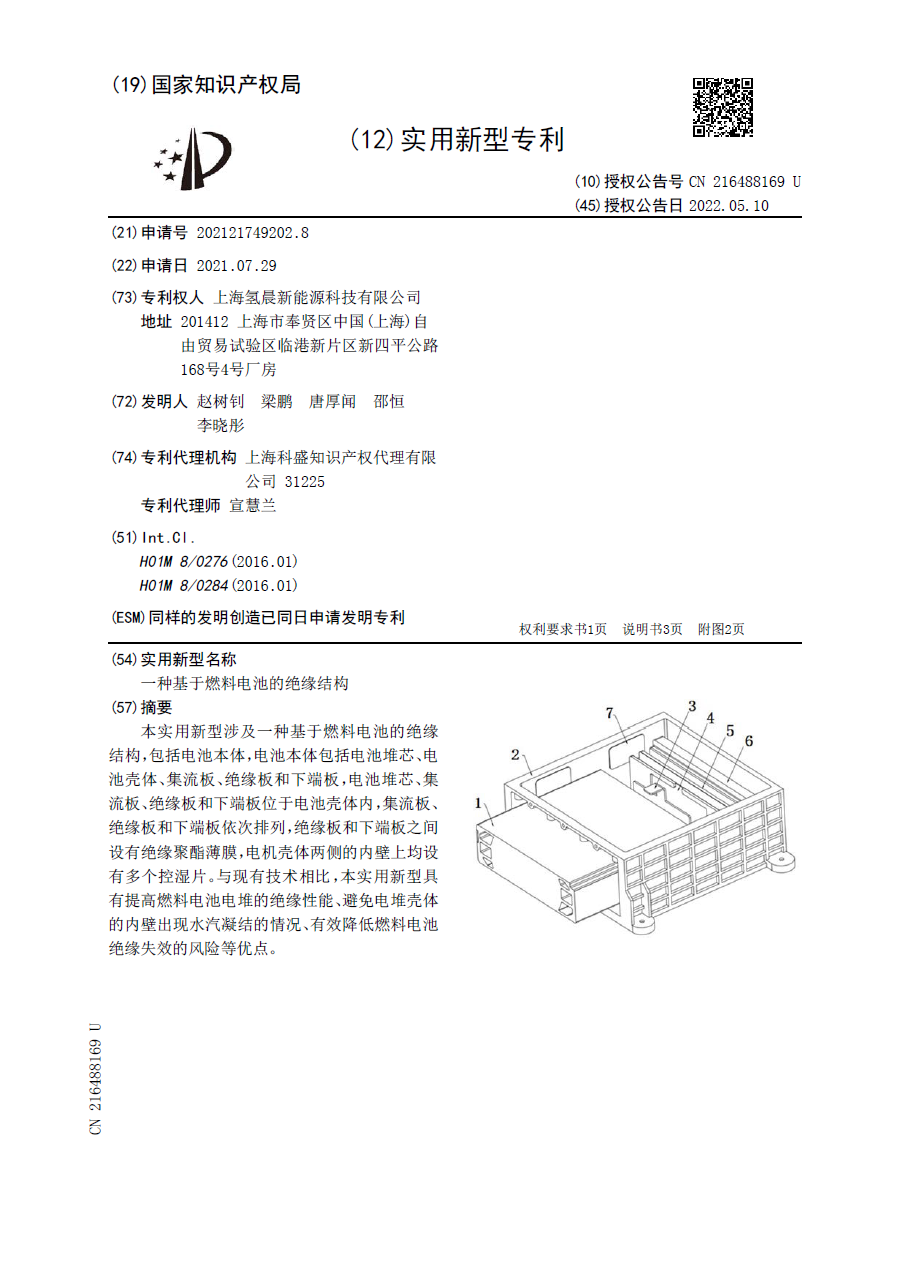 (19)国家知识产权局
(12)实用新型专利
(10)授权公告号 CN 216488169 U
(45)授权公告日 2022.05.10
(21)申请号 202121749202.8
(22)申请日 2021.07.29
(73)专利权人 上海氢晨新能源科技有限公司
地址 201412 上海市奉贤区中国(上海)自
由贸易试验区临港新片区新四平公路
168号4号厂房
(72)发明人 赵树钊 梁鹏 唐厚闻 邵恒
李晓彤
(74)专利代理机构 上海科盛知识产权代理有限
公司 31225
专利代理师 宣慧兰
(51)Int.Cl.
H01M 8/0276(2016.01)
H01M 8/0284(2016.01)
(ESM)同样的发明创造已同日申请发明专利
权利要求书1页 说明书3页 附图2页
(54)实用新型名称
一种基于燃料电池的绝缘结构
(57)摘要
本实用新型涉及一种基于燃料电池的绝缘
结构,包括电池本体,电池本体包括电池堆芯、电
池壳体、集流板、绝缘板和下端板,电池堆芯、集
流板、绝缘板和下端板位于电池壳体内,集流板、
绝缘板和下端板依次排列,绝缘板和下端板之间
设有绝缘聚酯薄膜,电机壳体两侧的内壁上均设
有多个控湿片。与现有技术相比,本实用新型具
有提高燃料电池电堆的绝缘性能、避免电堆壳体
的内壁出现水汽凝结的情况、有效降低燃料电池
绝缘失效的风险等优点。
1
2
7
3
4
5
6
CN 216488169 U